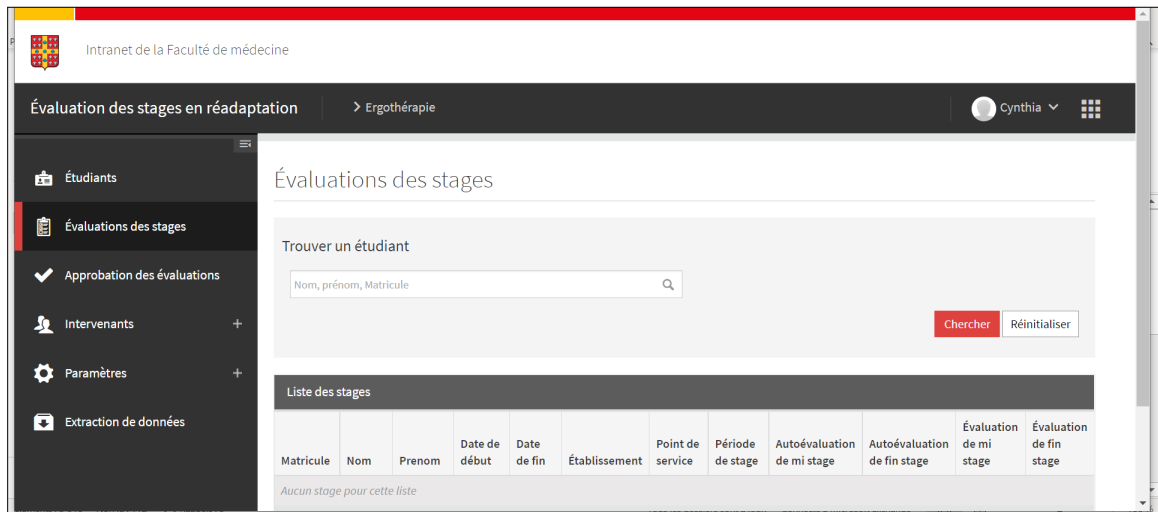 Intranet de la Faculté de médecine
Évaluation des stages en réadaptation
Ergothérapie
Cynthia
Étudiants
Évaluations des stages
Approbation des évaluations
Intervenants
Paramètres
Extraction de données
Évaluations des stages
Trouver un étudiant
Nom, prénom, Matricule
Chercher Réinitialiser
Liste des stages
Matricule Nom Prenom Date de début Date de fin Établissement Point de service Période de stage Autoévaluation de mi stage Autoévaluation de fin stage Évaluation de mi stage Évaluation de fin stage
Aucun stage pour cette liste